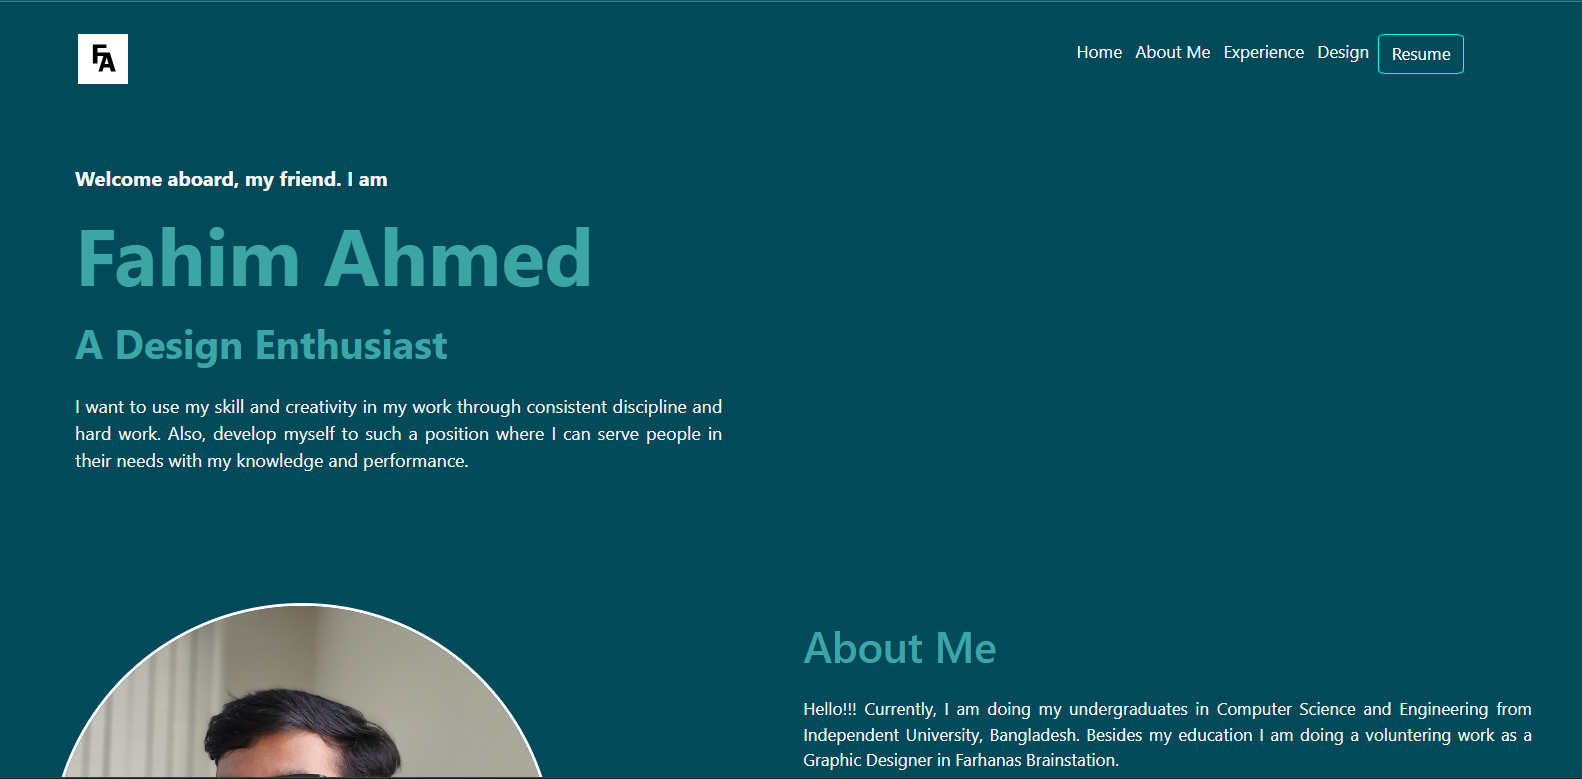 FA
Home About Me Experience Design Resume
Welcome aboard, my friend. I am
Fahim Ahmed
A Design Enthusiast
I want to use my skill and creativity in my work through consistent discipline and
hard work. Also, develop myself to such a position where I can serve people in
their needs with my knowledge and performance.
About Me
Hello!!! Currently, I am doing my undergraduates in Computer Science and Engineering from
Independent University, Bangladesh. Besides my education I am doing a voluntering work as a
Graphic Designer in Farhanas Brainstation.